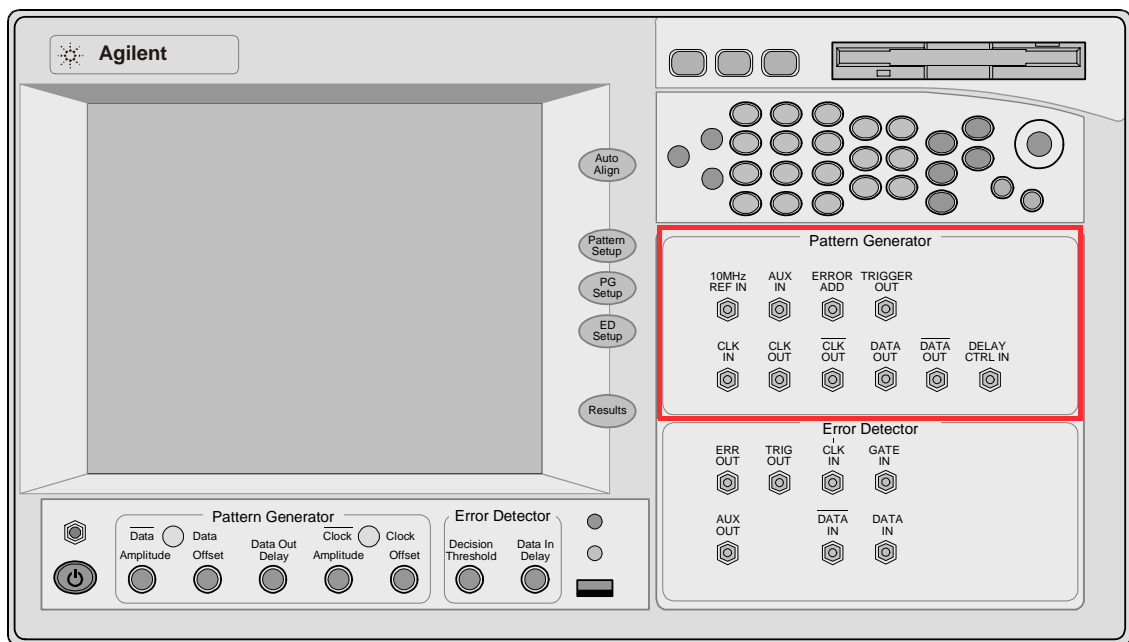 Agilent
Auto
Align
Pattern
Setup
PG
Setup
ED
Setup
Results
Pattern Generator
10MHz
REF IN
AUX
IN
ERROR
ADD
TRIGGER
OUT
CLK
IN
CLK
OUT
CLK
OUT
DATA
OUT
DATA
OUT
DELAY
CTRL IN
Error Detector
ERR
OUT
TRIG
OUT
CLK
IN
GATE
IN
AUX
OUT
DATA
IN
DATA
IN
Pattern Generator
Data
Data
Clock
Clock
Amplitude
Offset
Data Out
Delay
Amplitude
Offset
Error Detector
Decision
Threshold
Data In
Delay